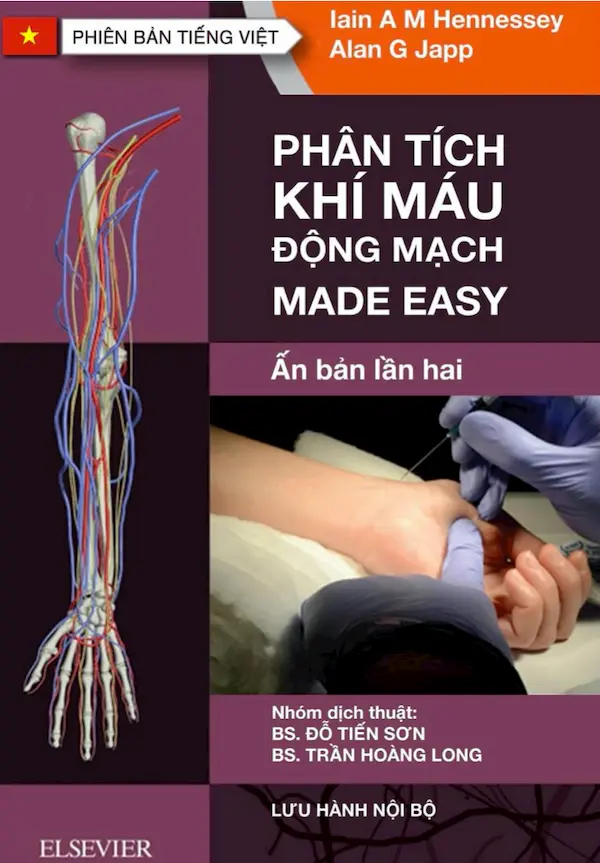 PHIÊN BẢN TIẾNG VIỆT
Iain A M Hennessey
Alan G Japp
PHÂN TÍCH
KHÍ MÁU
ĐỘNG MẠCH
MADE EASY
Ấn bản lần hai
Nhóm dịch thuật:
BS. ĐỖ TIẾN SƠN
BS. TRẦN HOÀNG LONG
LƯU HÀNH NỘI BỘ
ELSEVIER